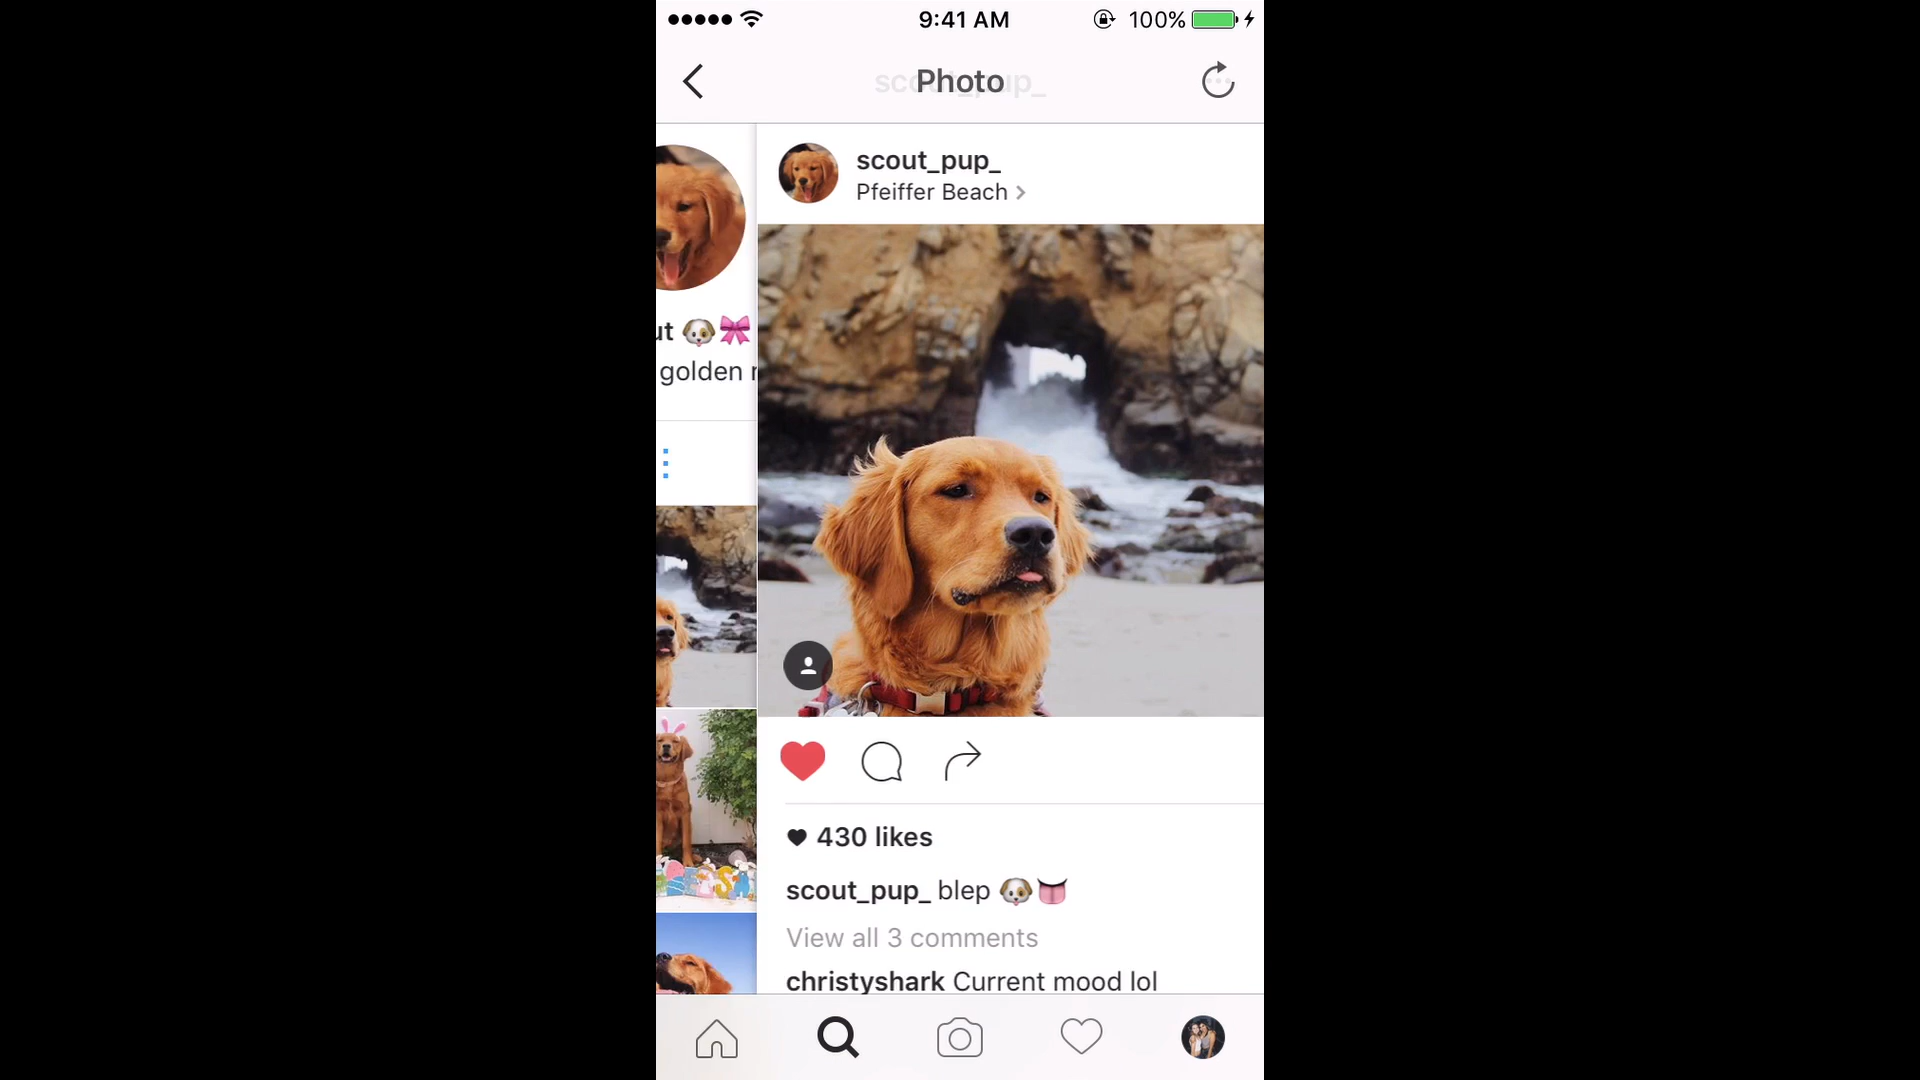 9:41 AM
100%
scout_pup_
Photo
scout_pup_
Pfeiffer Beach
golden
scout_pup_ blep
430 likes
View all 3 comments
christyshark Current mood lol